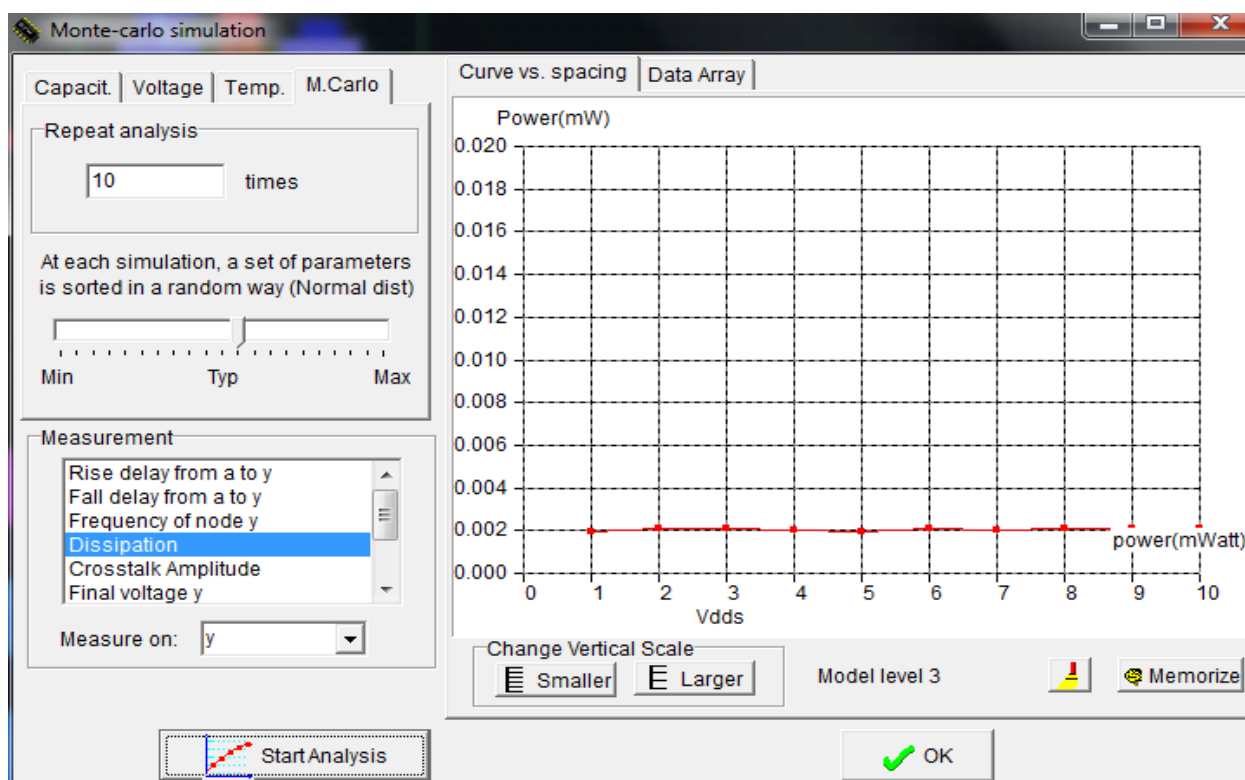 Monte-carlo simulation
Capacit. Voltage Temp. M.Carlo
Repeat analysis
10 times
At each simulation, a set of parameters
is sorted in a random way (Normal dist)
Min Typ Max
Measurement
Rise delay from a to y
Fall delay from a to y
Frequency of node y
Dissipation
Crosstalk Amplitude
Final voltage y
Measure on: y
Start Analysis
Curve vs. spacing Data Array
Power(mW)
0.020
0.018
0.016
0.014
0.012
0.010
0.008
0.006
0.004
0.002
power(mWatt)
0.000
0 1 2 3 4 5 6 7 8 9 10
Vdds
Change Vertical Scale
Smaller Larger Model level 3 Memorize
OK